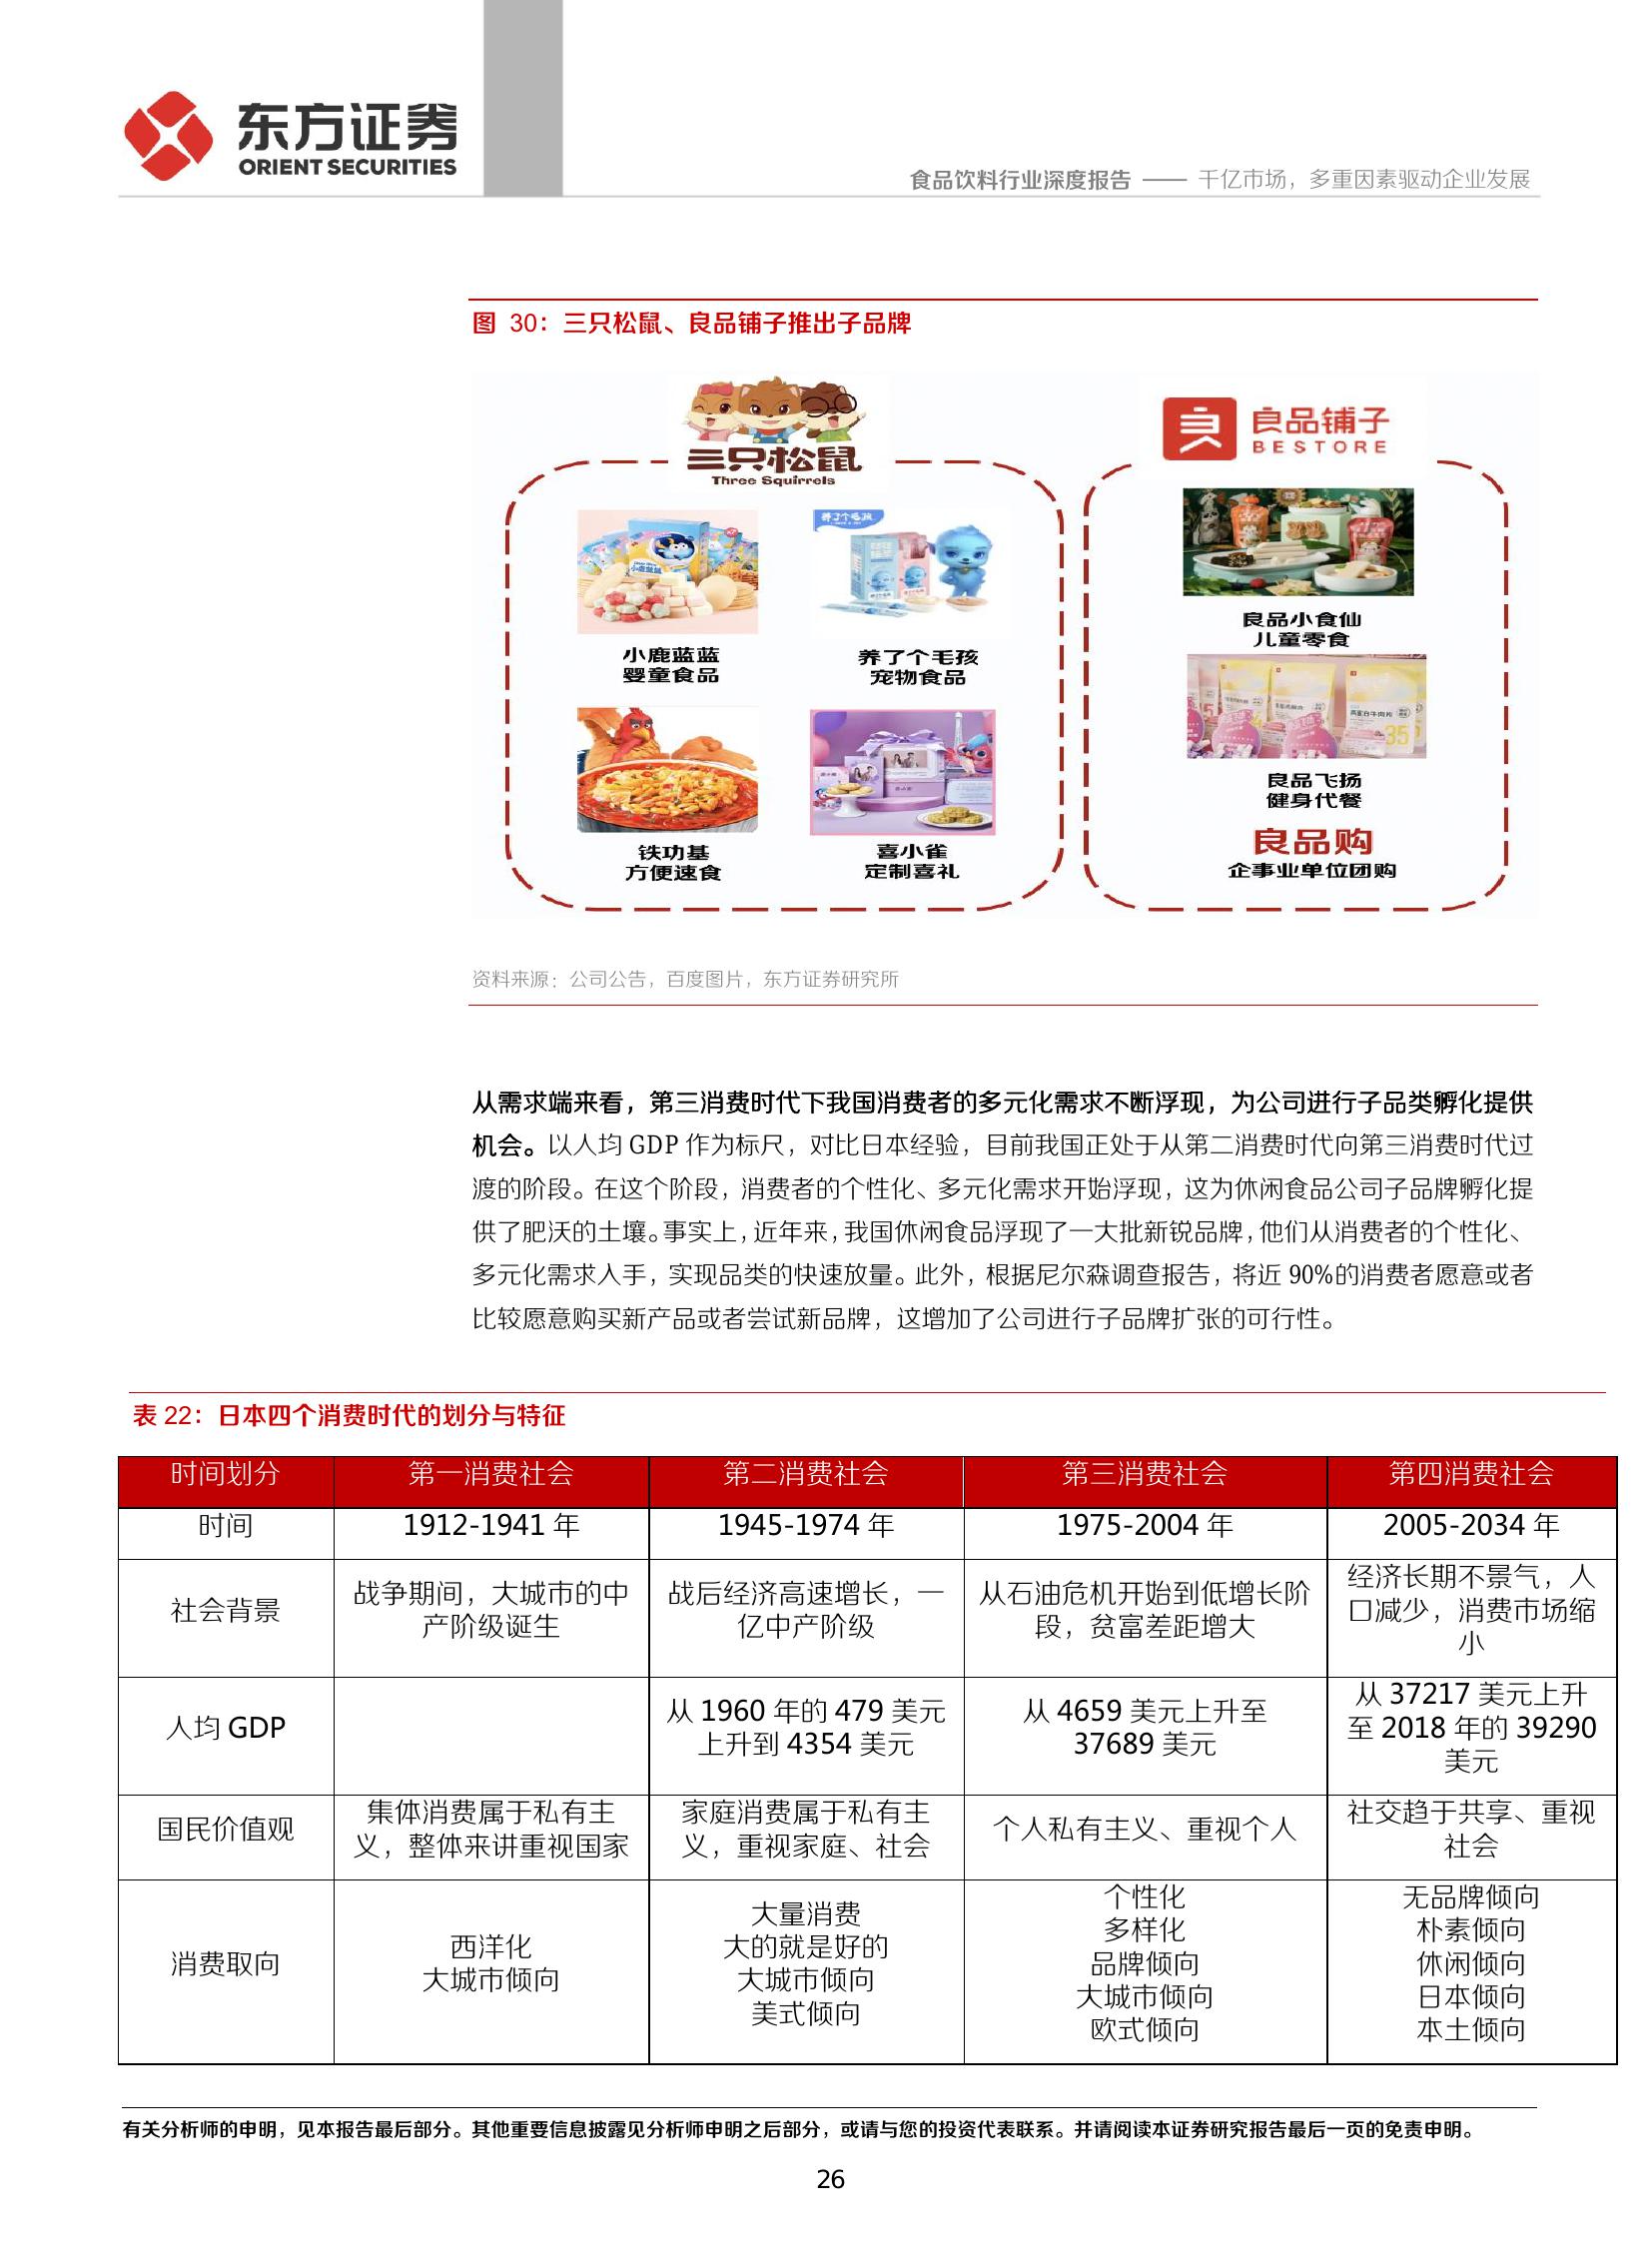 东方证券
ORIENT SECURITIES
食品饮料行业深度报告 —— 千亿市场，多重因素驱动企业发展
图 30：三只松鼠、良品铺子推出子品牌
三只松鼠
Three Squirrels
良品铺子
BESTORE
养了个毛孩
小鹿蓝蓝
婴童食品
养了个毛孩
宠物食品
良品小食仙
儿童零食
铁功基
方便速食
喜小雀
定制喜礼
35
良品飞扬
健身代餐
良品购
企事业单位团购
资料来源：公司公告，百度图片，东方证券研究所
从需求端来看，第三消费时代下我国消费者的多元化需求不断浮现，为公司进行子品类孵化提供
机会。以人均 GDP 作为标尺，对比日本经验，目前我国正处于从第二消费时代向第三消费时代过
渡的阶段。在这个阶段，消费者的个性化、多元化需求开始浮现，这为休闲食品公司子品牌孵化提
供了肥沃的土壤。事实上，近年来，我国休闲食品浮现了一大批新锐品牌，他们从消费者的个性化、
多元化需求入手，实现品类的快速放量。此外，根据尼尔森调查报告，将近 90%的消费者愿意或者
比较愿意购买新产品或者尝试新品牌，这增加了公司进行子品牌扩张的可行性。
表 22：日本四个消费时代的划分与特征
时间划分 第一消费社会 第二消费社会 第三消费社会 第四消费社会
时间 1912-1941 年 1945-1974 年 1975-2004 年 2005-2034 年
社会背景
战争期间，大城市的中
产阶级诞生
战后经济高速增长，一
亿中产阶级
从石油危机开始到低增长阶
段，贫富差距增大
经济长期不景气，人
口减少，消费市场缩
小
人均 GDP
从 1960 年的 479 美元
上升到 4354 美元
从 4659 美元上升至
37689 美元
从 37217 美元上升
至 2018 年的 39290
美元
国民价值观
集体消费属于私有主
义，整体来讲重视国家
家庭消费属于私有主
义，重视家庭、社会
个人私有主义、重视个人
社交趋于共享、重视
社会
消费取向
西洋化
大城市倾向
大量消费
大的就是好的
大城市倾向
美式倾向
个性化
多样化
品牌倾向
大城市倾向
欧式倾向
无品牌倾向
朴素倾向
休闲倾向
日本倾向
本土倾向
有关分析师的申明，见本报告最后部分。其他重要信息披露见分析师申明之后部分，或请与您的投资代表联系。并请阅读本证券研究报告最后一页的免责申明。
26